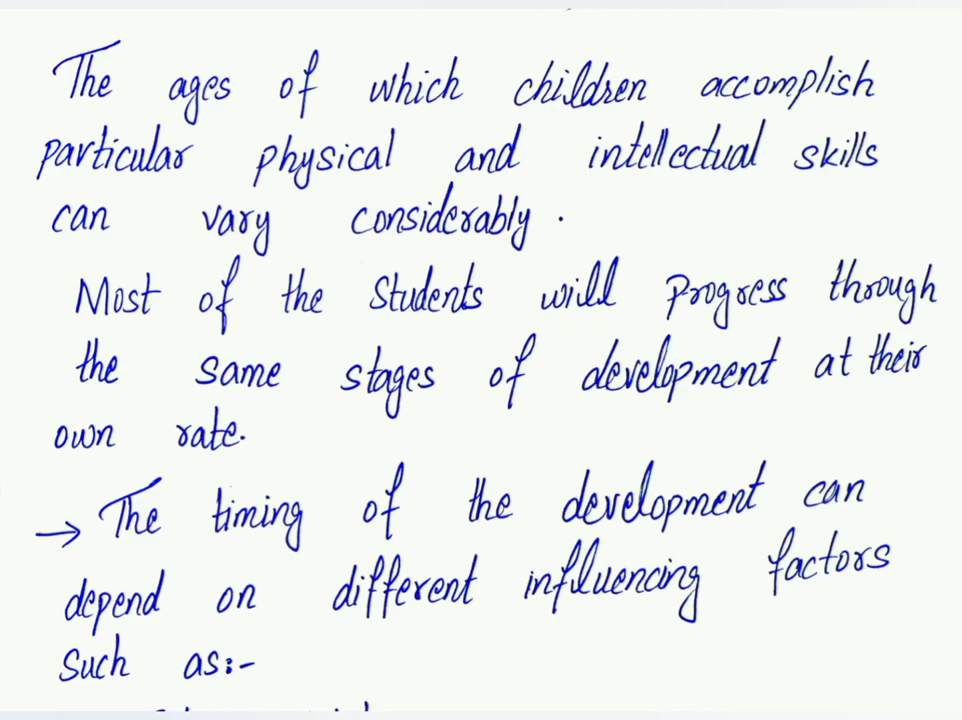 The ages of which children accomplish
particular physical and intellectual skills
can vary considerably.
Most of the Students will Progress through
the same stages of development at their
own rate.
→ The timing of the development can
depend on different influencing factors
Such as:-